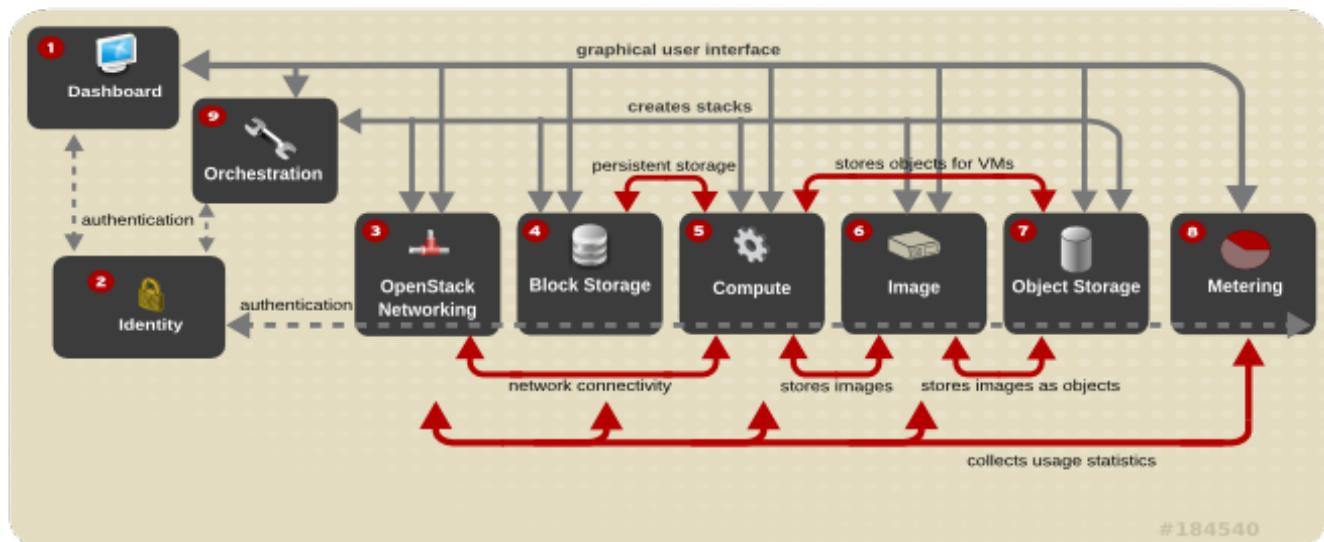 1
Dashboard
graphical user interface
9
Orchestration
creates stacks
persistent storage
stores objects for VMs
authentication
2
Identity
authentication
3
OpenStack
Networking
4
Block Storage
5
Compute
6
Image
7
Object Storage
8
Metering
network connectivity
stores images
stores images as objects
collects usage statistics
#184540